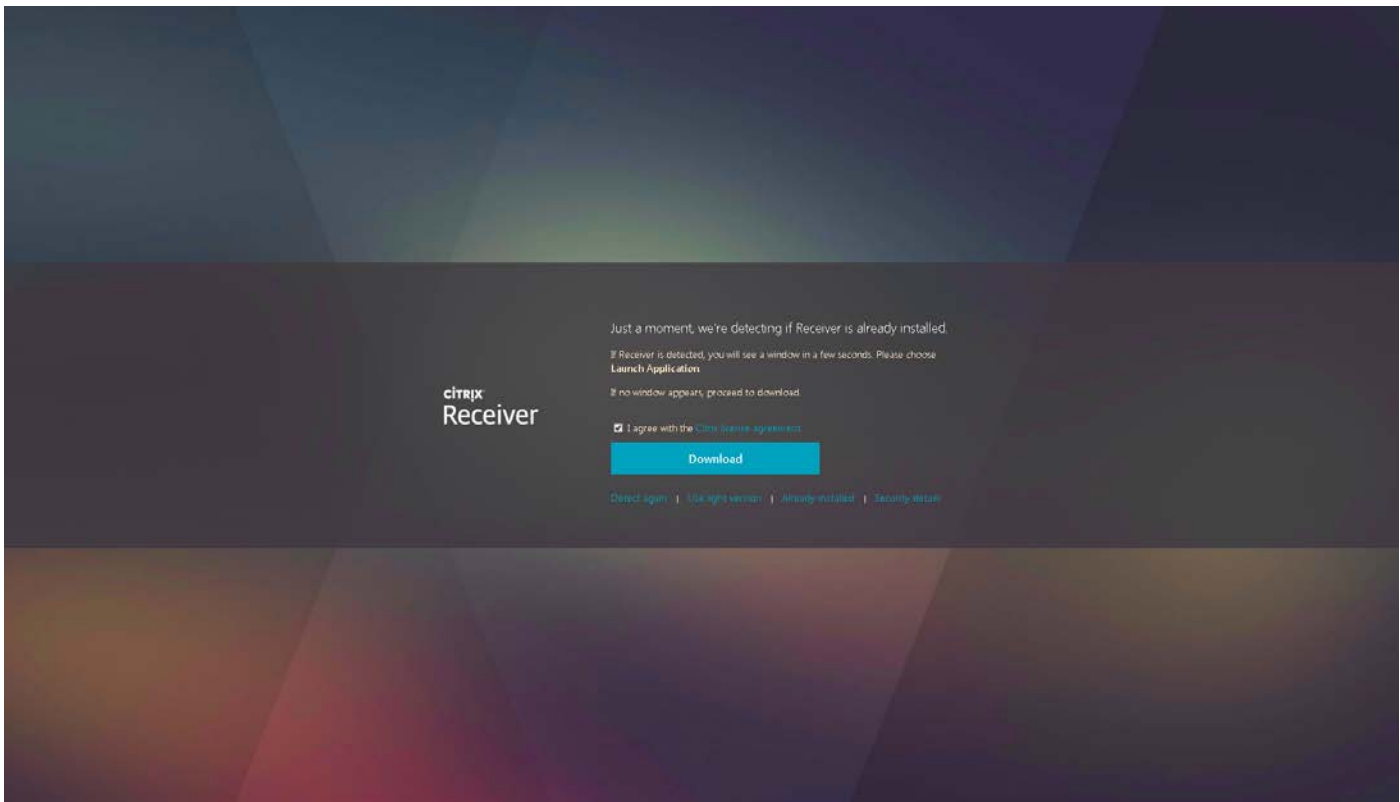 Just a moment, we're detecting if Receiver is already installed.
If Receiver is detected, you will see a window in a few seconds. Please choose
Launch Application
If no window appears, proceed to download.
CITRIX
Receiver
I agree with the Citrix license agreement
Download
Detect again | Use light version | Already installed | Security details